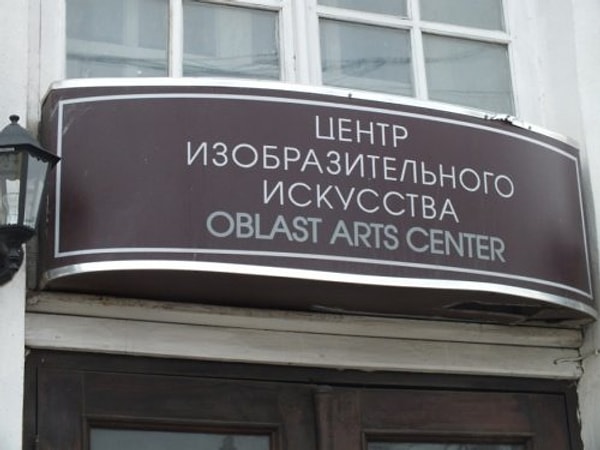 ЦЕНТР
ИЗОБРАЗИТЕЛЬНОГО
ИСКУССТВА
OBLAST ARTS CENTER